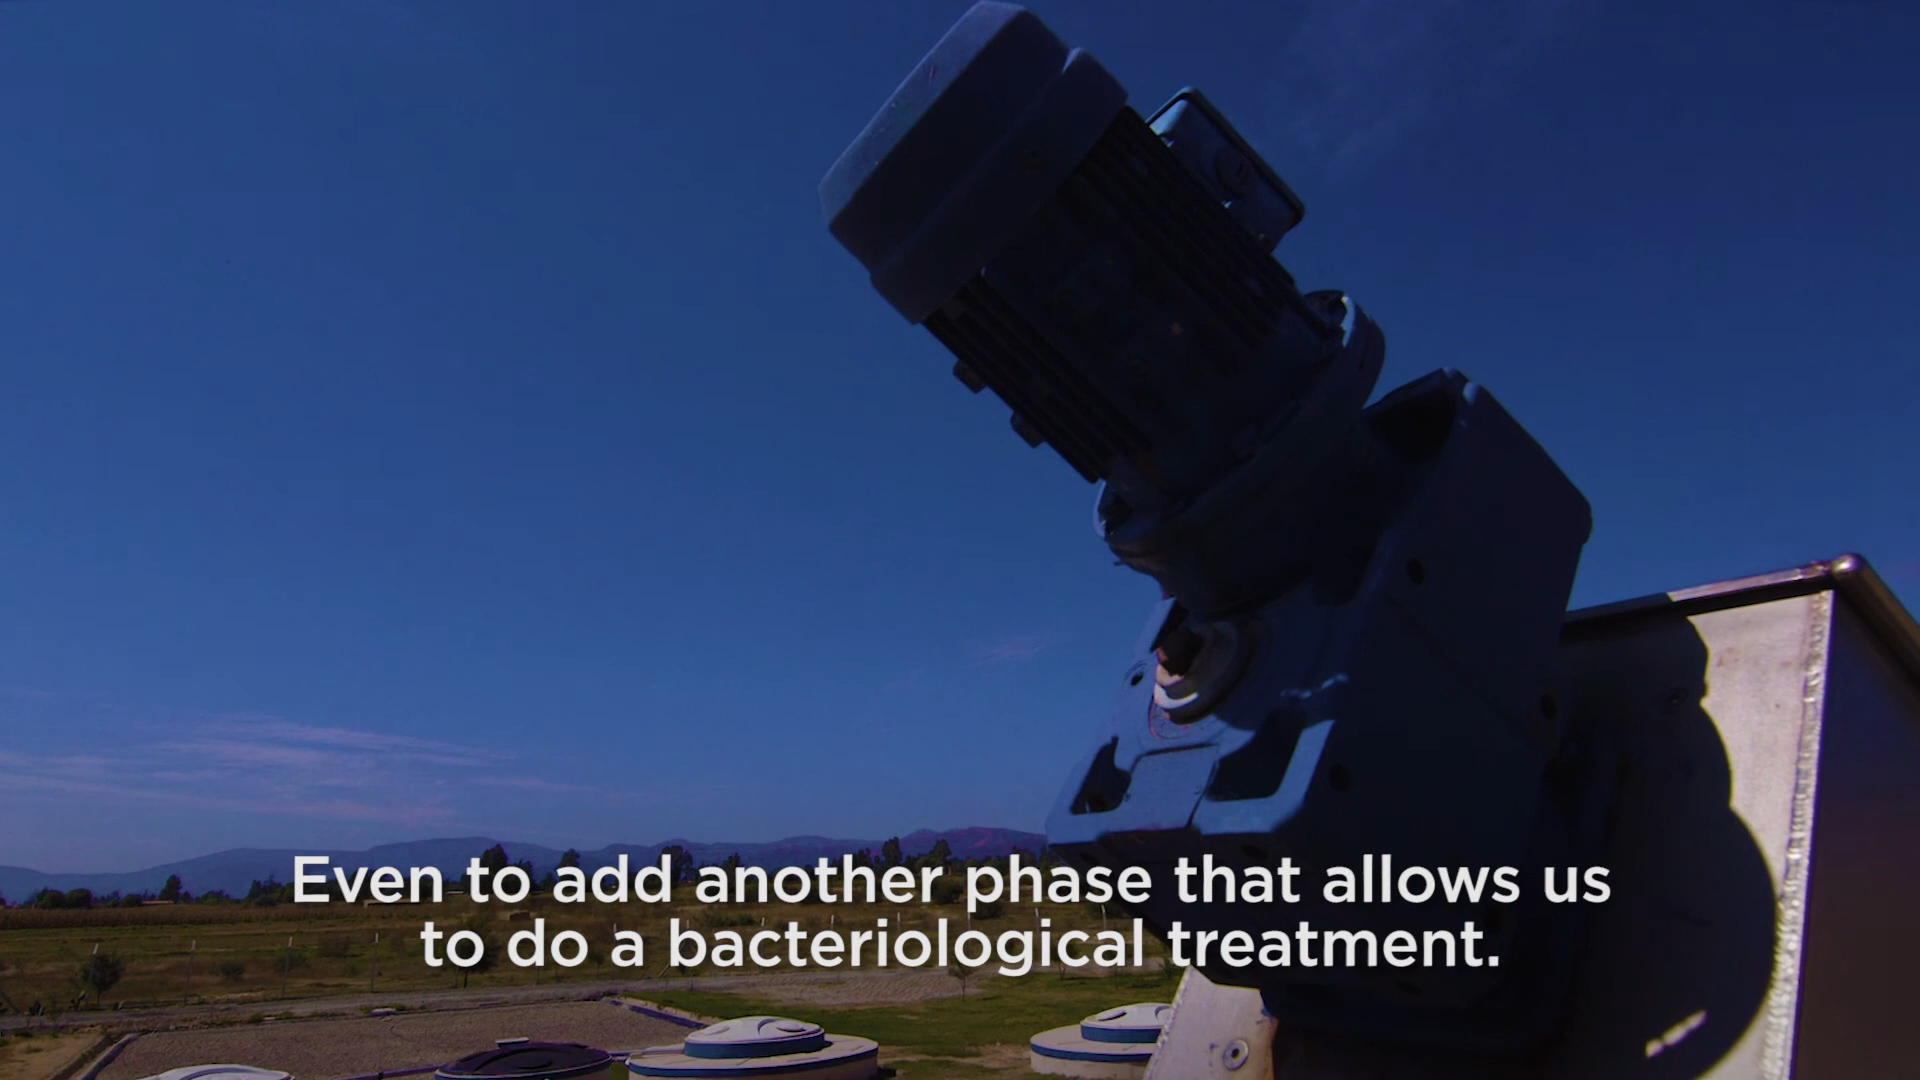 Even to add another phase that allows us
to do a bacteriological treatment.